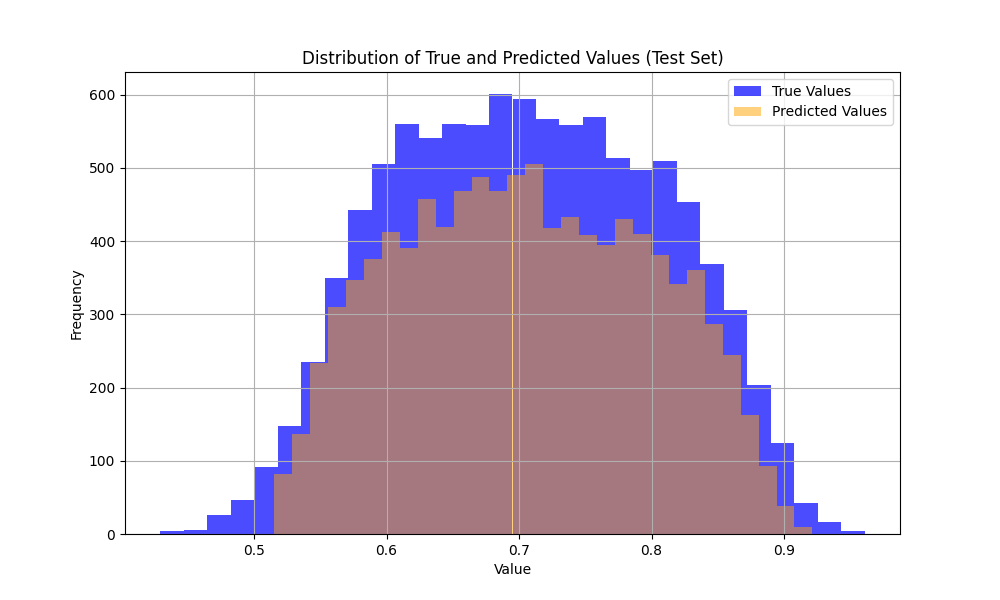 Distribution of True and Predicted Values (Test Set)
True Values
Predicted Values
Frequency
600
500
400
300
200
100
0
0.5 0.6 0.7 0.8 0.9
Value